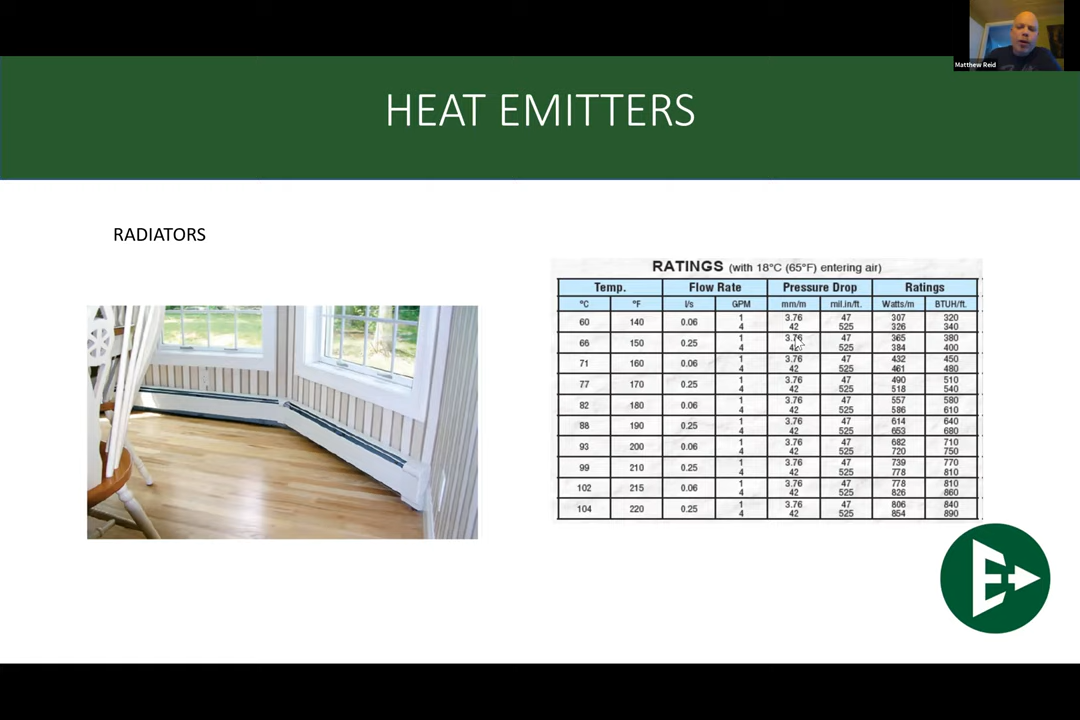 Matthew Reid
HEAT EMITTERS
RADIATORS
RATINGS (with 18°C (65°F) entering air)
Temp. Flow Rate Pressure Drop Ratings
°C °F l/s GPM mm/m mil.in/ft. Watts/m BTUH/ft.
60 140 0.06 1 3.76 47 307 320
4 42 525 326 340
66 150 0.25 1 3.76 47 365 380
4 42 525 384 400
71 160 0.06 1 3.76 47 432 450
4 42 525 461 480
77 170 0.25 1 3.76 47 490 510
4 42 525 518 540
82 180 0.06 1 3.76 47 557 580
4 42 525 586 610
88 190 0.25 1 3.76 47 614 640
4 42 525 653 680
93 200 0.06 1 3.76 47 682 710
4 42 525 720 750
99 210 0.25 1 3.76 47 739 770
4 42 525 778 810
102 215 0.06 1 3.76 47 778 810
4 42 525 826 860
104 220 0.25 1 3.76 47 806 840
4 42 525 854 890
E